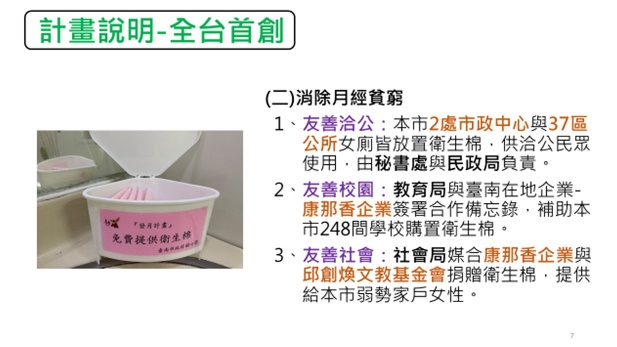 計畫說明-全台首創
(二)消除月經貧窮
1、友善洽公：本市2處市政中心與37區
公所女廁皆放置衛生棉，供洽公民眾
使用，由秘書處與民政局負責。
2、友善校園：教育局與臺南在地企業-
康那香企業簽署合作備忘錄，補助本
市248間學校購置衛生棉。
3、友善社會：社會局媒合康那香企業與
邱創煥文教基金會捐贈衛生棉，提供
給本市弱勢家戶女性。
免費提供衛生棉
7